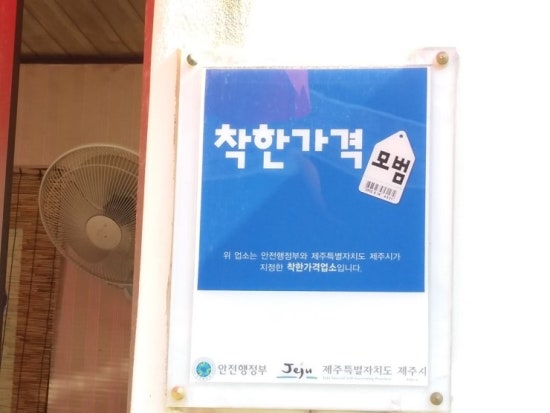 착한가격
모범
위 업소는 안전행정부와 제주특별자치도 제주시가
지정한 착한가격업소입니다.
안전행정부 Jeju 제주특별자치도 제주시